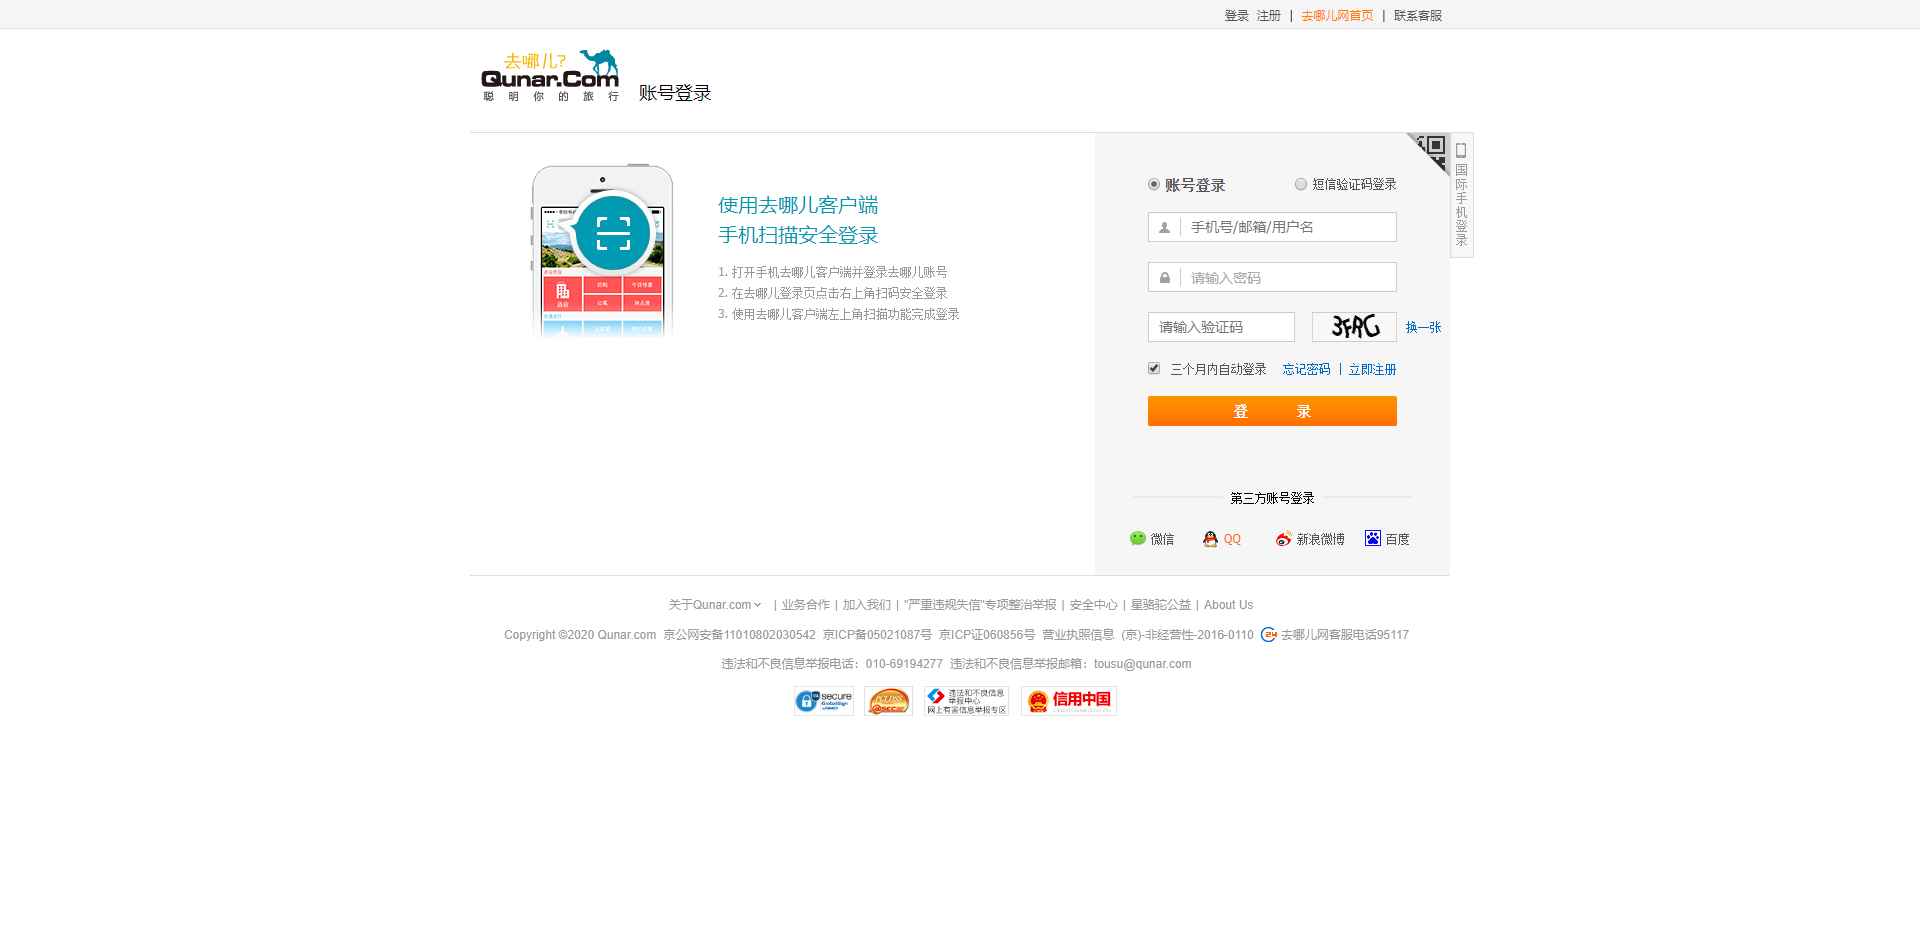 登录 注册 | 去哪儿网首页 | 联系客服
去哪儿?
Qunar.Com
聪明你的旅行
账号登录
使用去哪儿客户端
手机扫描安全登录
1. 打开手机去哪儿客户端并登录去哪儿账号
2. 在去哪儿登录页点击右上角扫码安全登录
3. 使用去哪儿客户端左上角扫描功能完成登录
账号登录 短信验证码登录
手机号/邮箱/用户名
请输入密码
请输入验证码 3FRG 换一张
三个月内自动登录 忘记密码 | 立即注册
登 录
第三方账号登录
微信 QQ 新浪微博 百度
国际手机登录
关于Qunar.com | 业务合作 | 加入我们 | "严重违规失信"专项整治举报 | 安全中心 | 星骆驼公益 | About Us
Copyright ©2020 Qunar.com 京公网安备11010802030542 京ICP备05021087号 京ICP证060856号 营业执照信息 (京)-非经营性-2016-0110 去哪儿网客服电话95117
违法和不良信息举报电话：010-69194277 违法和不良信息举报邮箱：tousu@qunar.com
secure
GlobalSign
违法和不良信息
举报中心
网上有害信息举报专区
信用中国